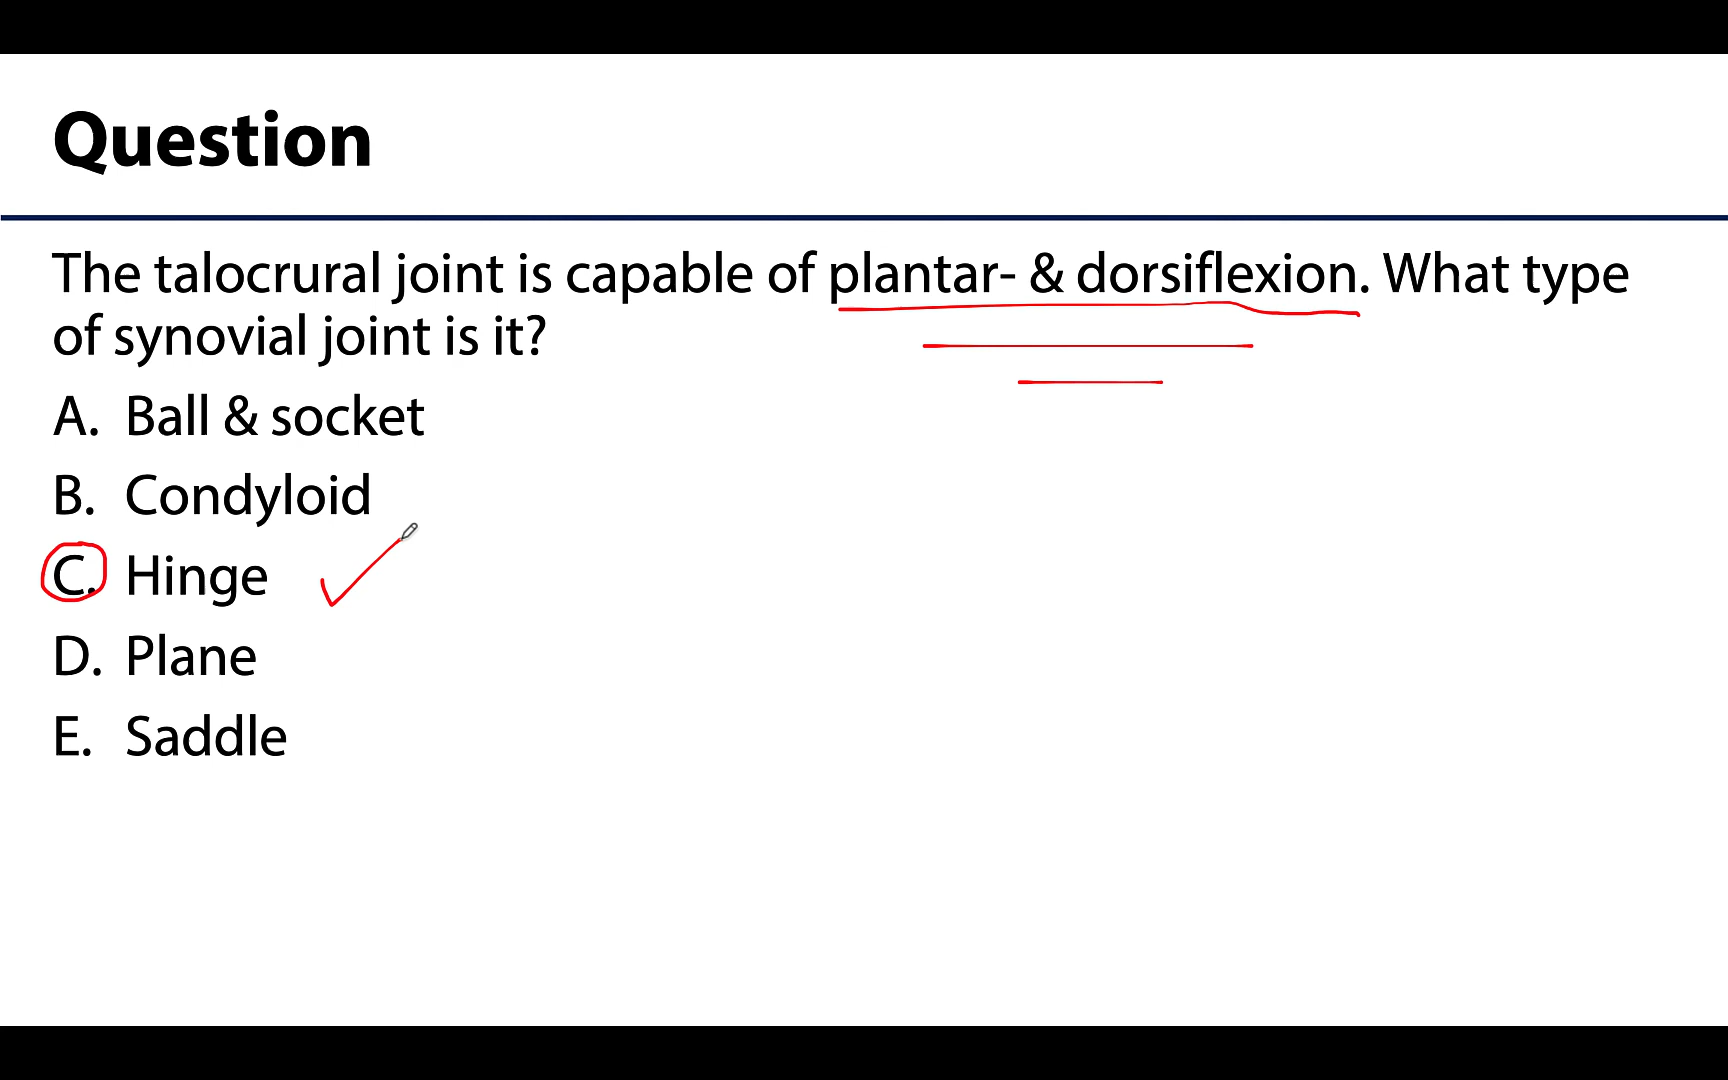 Question
The talocrural joint is capable of plantar- & dorsiflexion. What type
of synovial joint is it?
A. Ball & socket
B. Condyloid
C. Hinge
D. Plane
E. Saddle